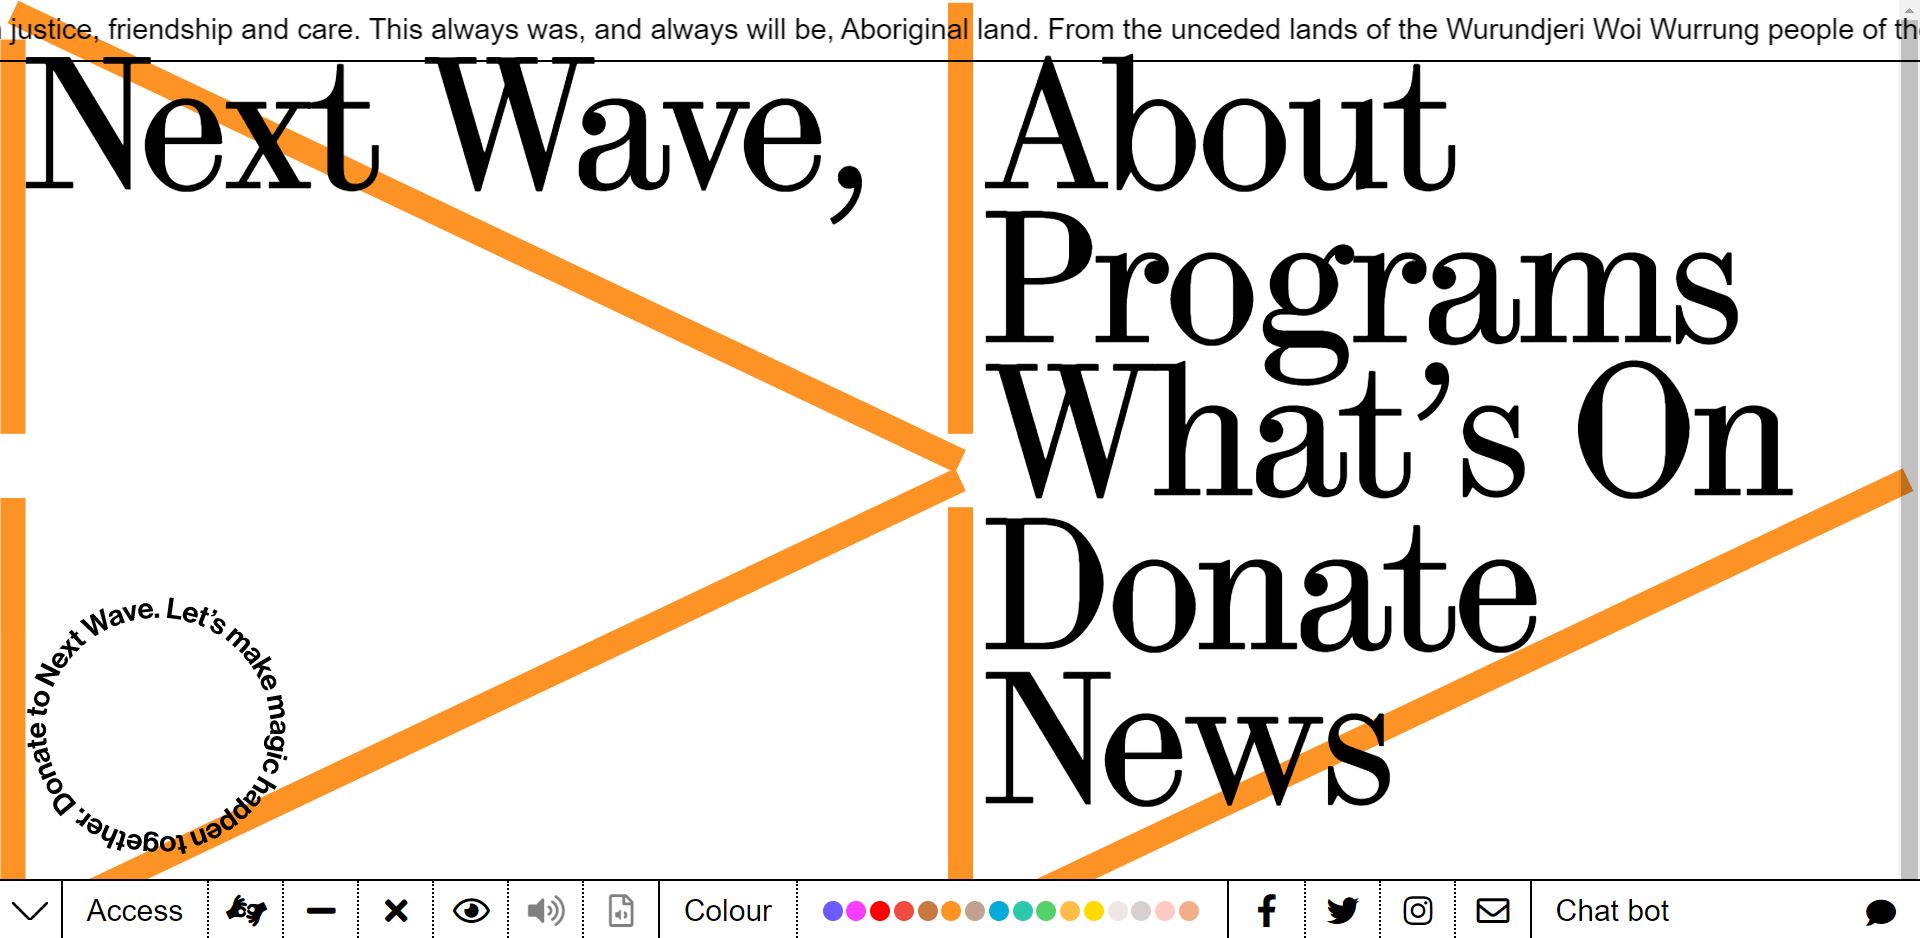 justice, friendship and care. This always was, and always will be, Aboriginal land. From the unceded lands of the Wurundjeri Woi Wurrung people of
Next Wave,
About
Programs
What’s On
Donate
News
Donate to Next Wave. Let’s make magic happen together.
Access
Colour
Chat bot